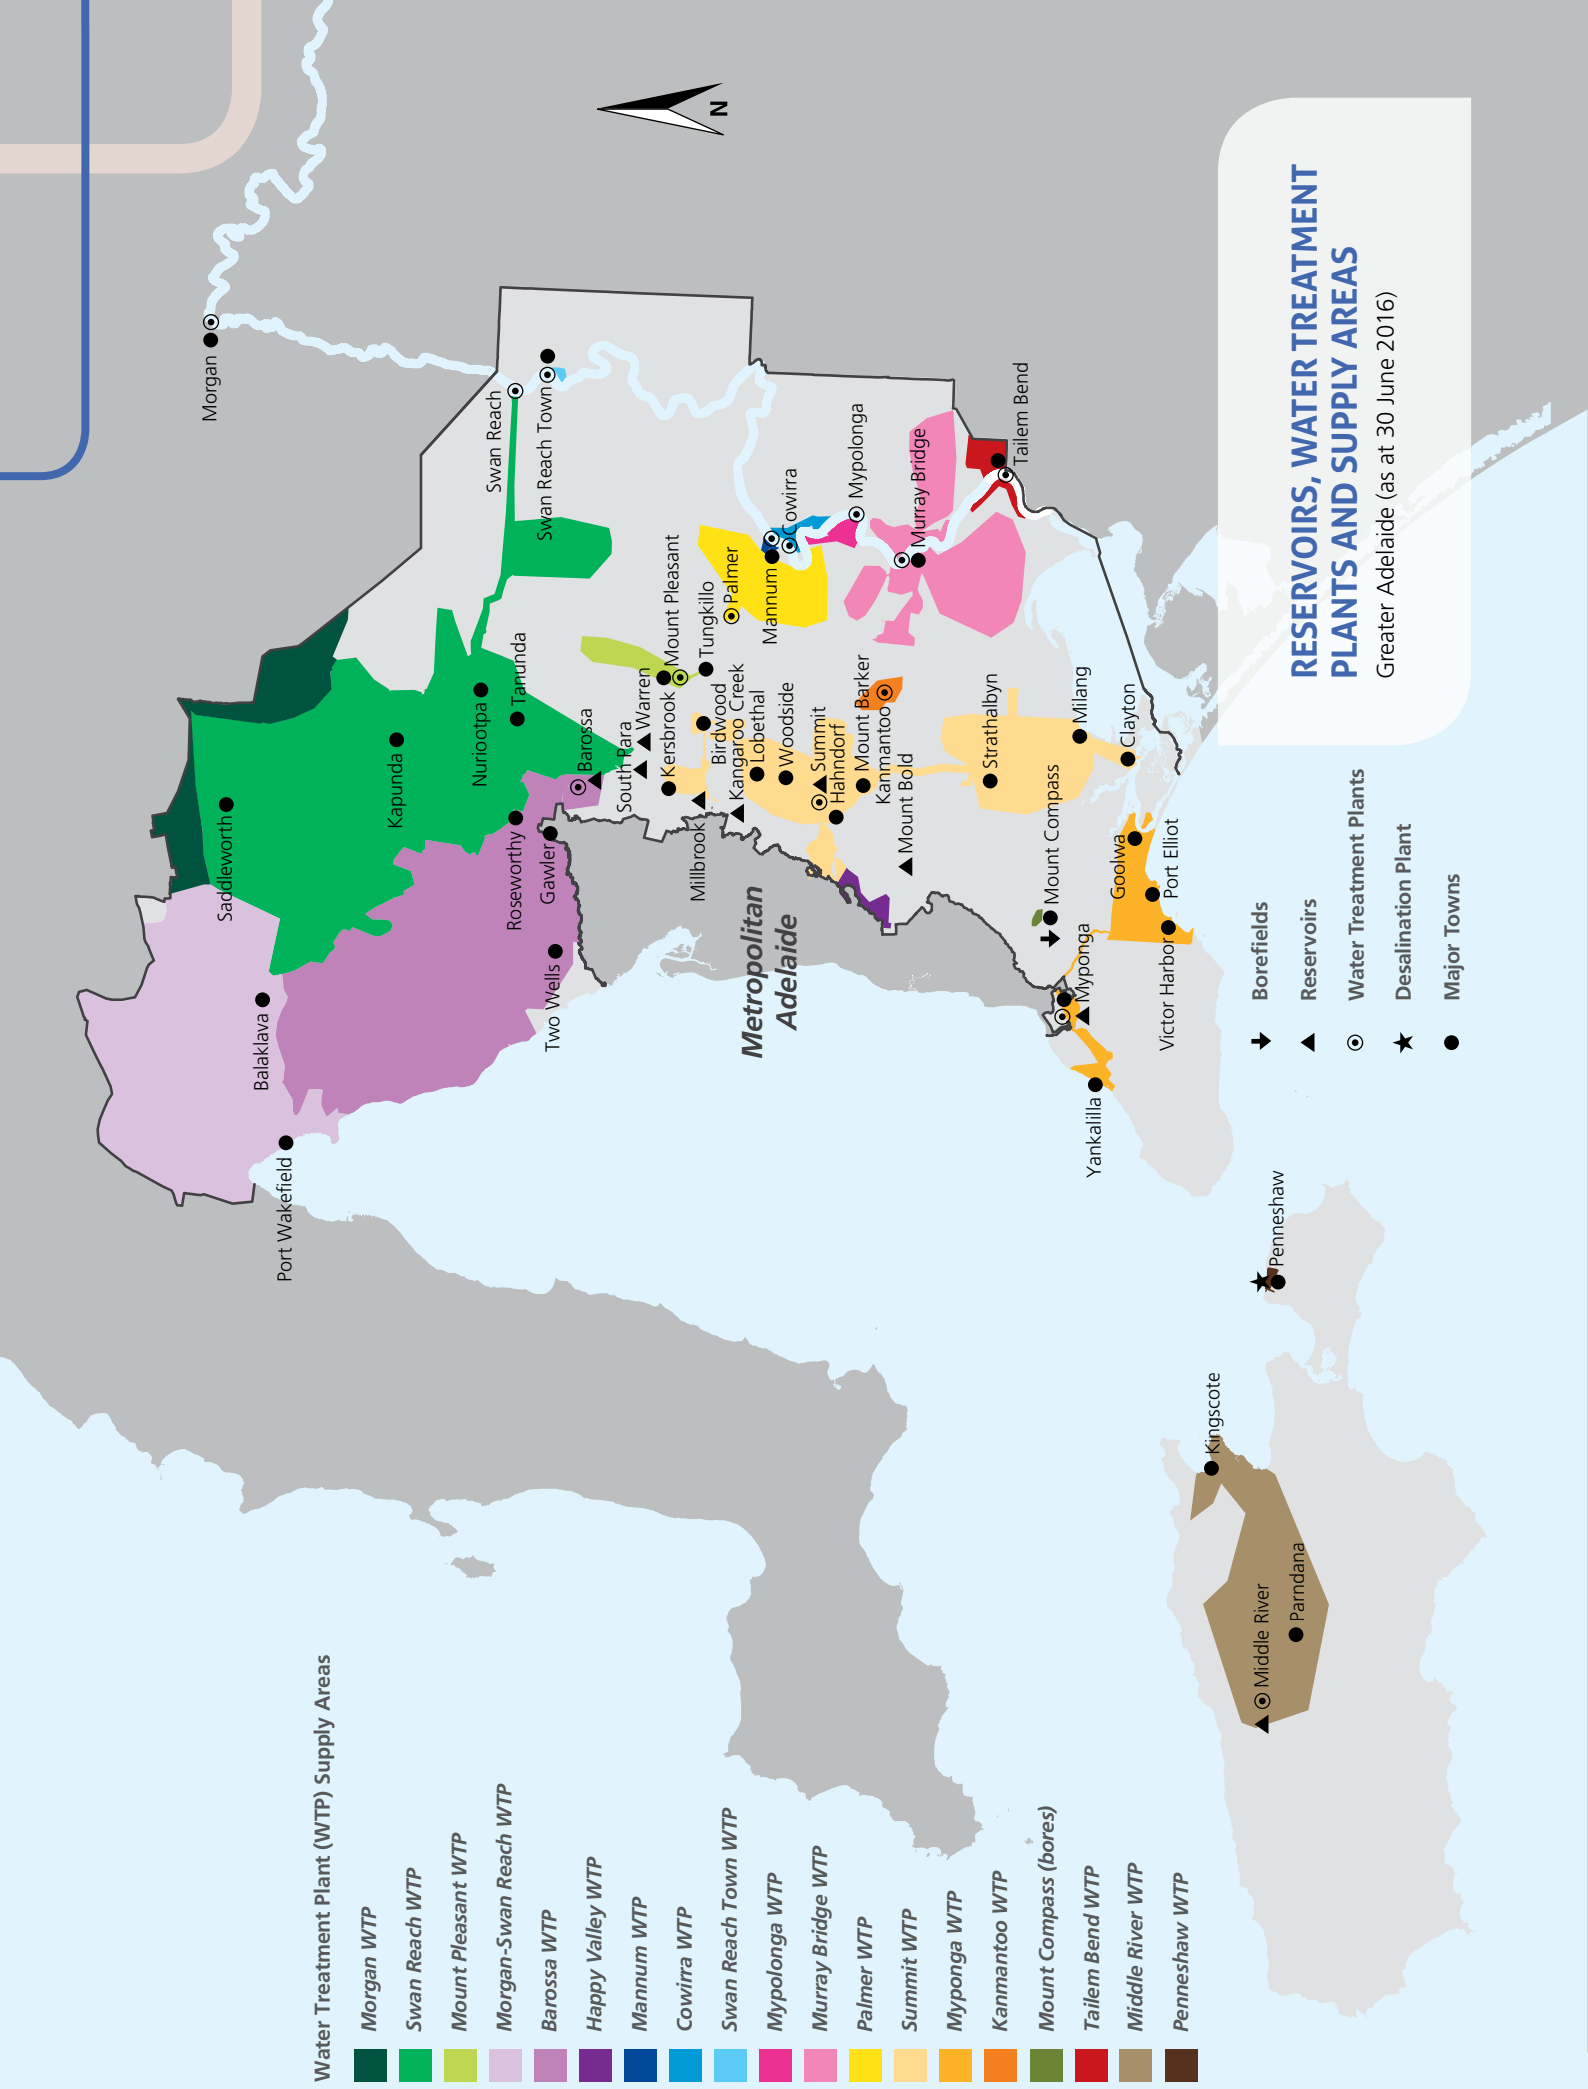 RESERVOIRS, WATER TREATMENT
PLANTS AND SUPPLY AREAS
Greater Adelaide (as at 30 June 2016)
N
Morgan
Swan Reach
Swan Reach Town
Saddleworth
Kapunda
Nuriootpa
Tanunda
Balaklava
Port Wakefield
Roseworthy
Gawler
Two Wells
Barossa
South Para
Warren
Mount Pleasant
Tungkillo
Palmer
Mannum
Cowirra
Mypolonga
Murray Bridge
Tailem Bend
Kersbrook
Birdwood
Millbrook
Kangaroo Creek
Lobethal
Woodside
Summit
Hahndorf
Mount Barker
Kanmantoo
Mount Bold
Metropolitan
Adelaide
Strathalbyn
Milang
Clayton
Mount Compass
Goolwa
Port Elliot
Victor Harbor
Myponga
Yankalilla
Penneshaw
Kingscote
Middle River
Parndana
Borefields
Reservoirs
Water Treatment Plants
Desalination Plant
Major Towns
Water Treatment Plant (WTP) Supply Areas
Morgan WTP
Swan Reach WTP
Mount Pleasant WTP
Morgan-Swan Reach WTP
Barossa WTP
Happy Valley WTP
Mannum WTP
Cowirra WTP
Swan Reach Town WTP
Mypolonga WTP
Murray Bridge WTP
Palmer WTP
Summit WTP
Myponga WTP
Kanmantoo WTP
Mount Compass (bores)
Tailem Bend WTP
Middle River WTP
Penneshaw WTP